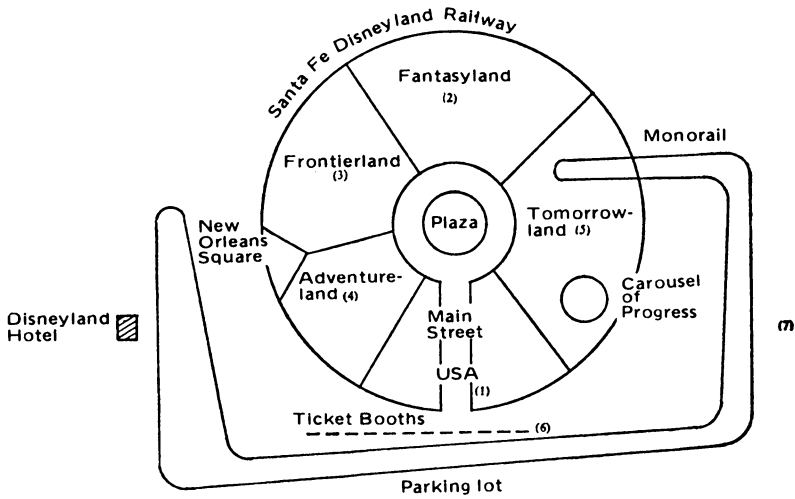 Santa Fe Disneyland Railway
Fantasyland
(2)
Monorail
Frontierland
(3)
New
Orleans
Square
Plaza
Tomorrow-
land (5)
Adventure-
land (4)
Carousel
of
Progress
Disneyland
Hotel
Main
Street
(7)
USA
(1)
Ticket Booths
(6)
Parking lot